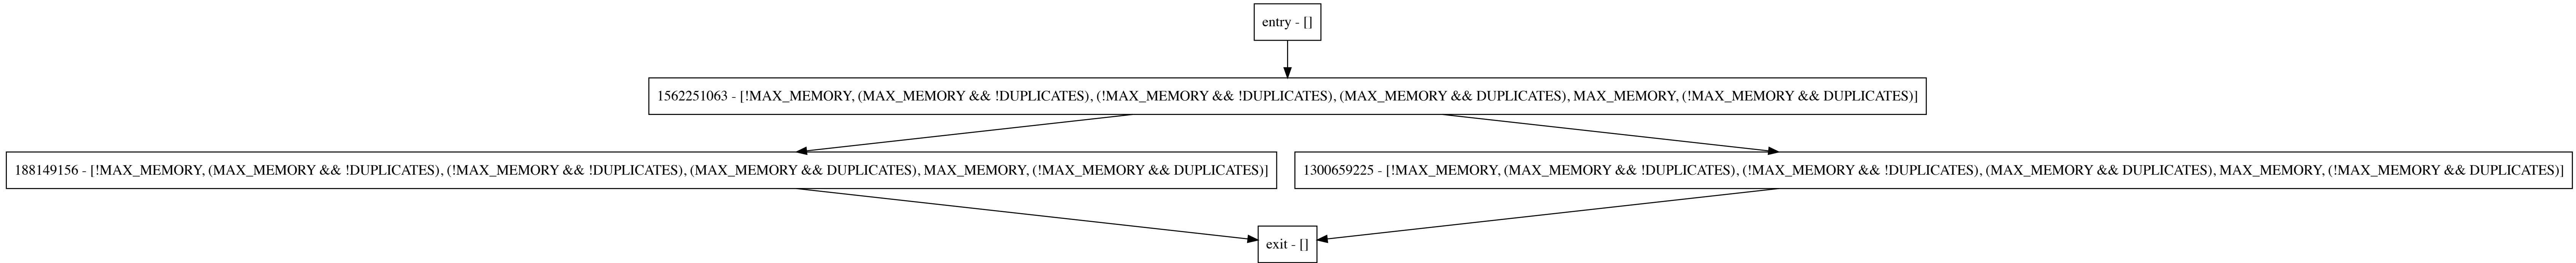 entry - []
1562251063 - [!MAX_MEMORY, (MAX_MEMORY && !DUPLICATES), (!MAX_MEMORY && !DUPLICATES), (MAX_MEMORY && DUPLICATES), MAX_MEMORY, (!MAX_MEMORY && DUPLICATES)]
188149156 - [!MAX_MEMORY, (MAX_MEMORY && !DUPLICATES), (!MAX_MEMORY && !DUPLICATES), (MAX_MEMORY && DUPLICATES), MAX_MEMORY, (!MAX_MEMORY && DUPLICATES)]
1300659225 - [!MAX_MEMORY, (MAX_MEMORY && !DUPLICATES), (!MAX_MEMORY && !DUPLICATES), (MAX_MEMORY && DUPLICATES), MAX_MEMORY, (!MAX_MEMORY && DUPLICATES)]
exit - []